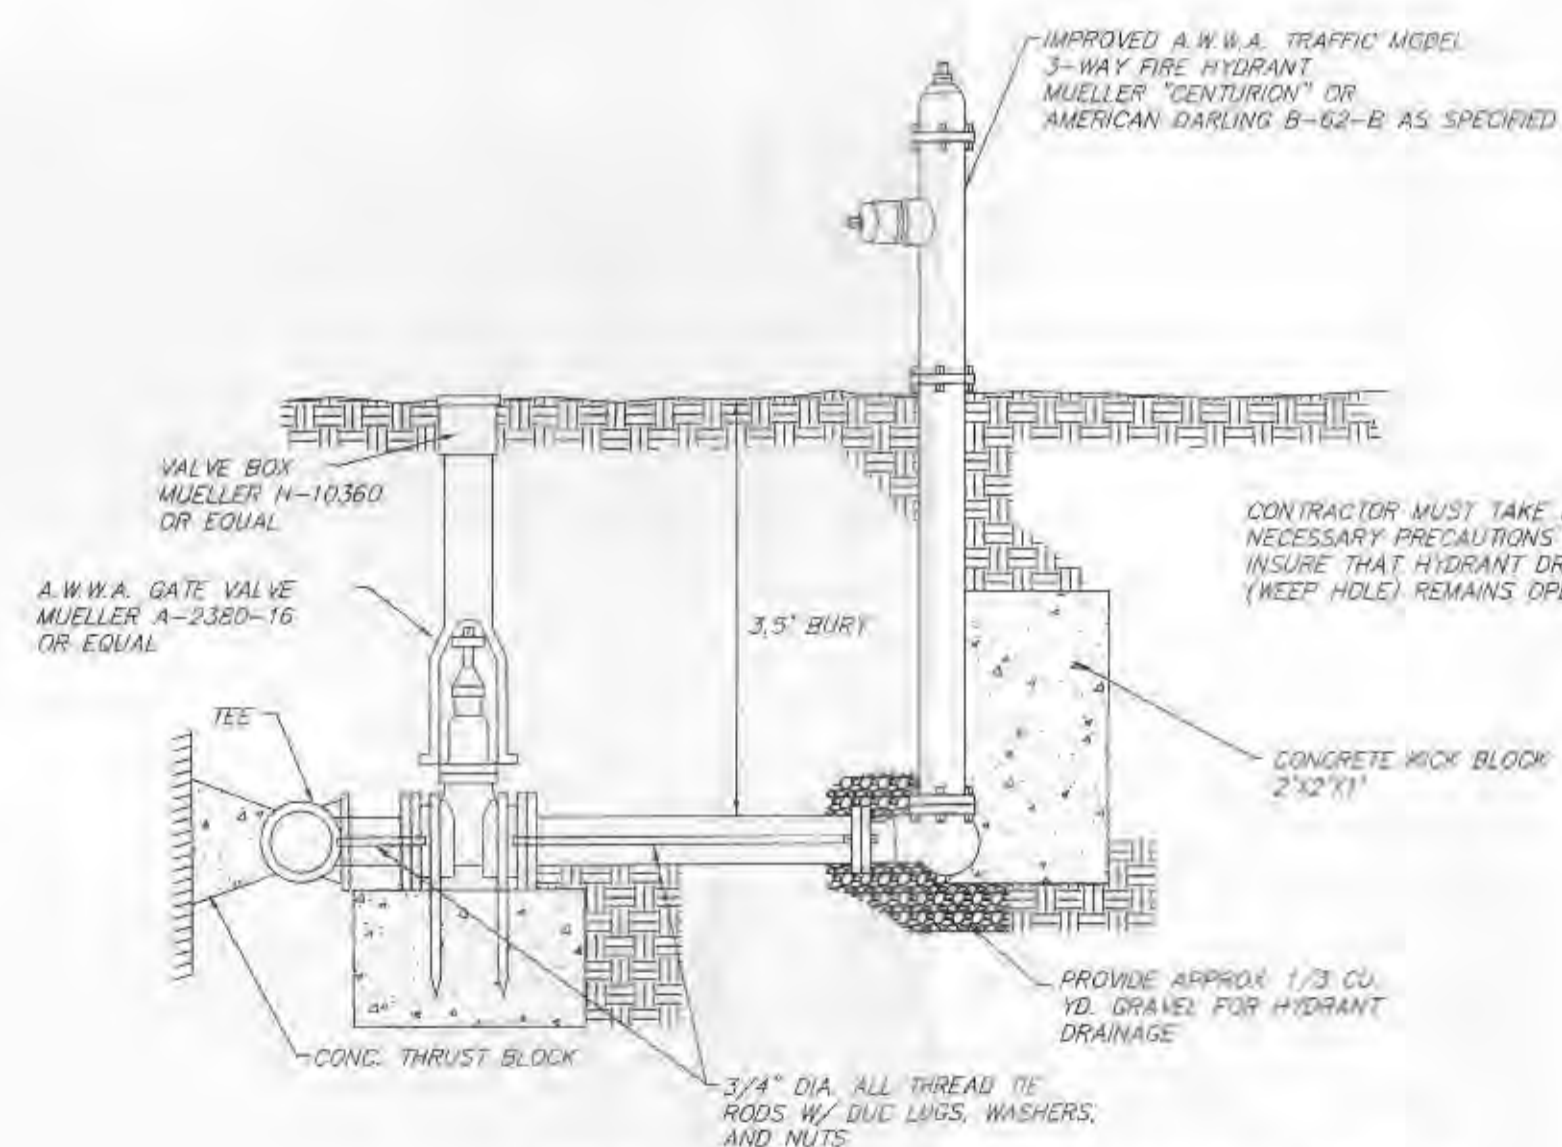 IMPROVED A.W.W.A. TRAFFIC MODEL
3-WAY FIRE HYDRANT
MUELLER "CENTURION" OR
AMERICAN DARLING B-62-B AS SPECIFIED
VALVE BOX
MUELLER H-10360
OR EQUAL
CONTRACTOR MUST TAKE
NECESSARY PRECAUTIONS
INSURE THAT HYDRANT
(WEEP HOLE) REMAINS
A.W.W.A. GATE VALVE
MUELLER A-2380-16
OR EQUAL
3.5' BURY
TEE
CONCRETE KICK BLOCK
2'X2'X1'
PROVIDE APPROX 1/3 CU.
YD. GRAVEL FOR HYDRANT
DRAINAGE
CONC. THRUST BLOCK
3/4" DIA. ALL THREAD TIE
RODS W/ DUC LUGS, WASHERS,
AND NUTS